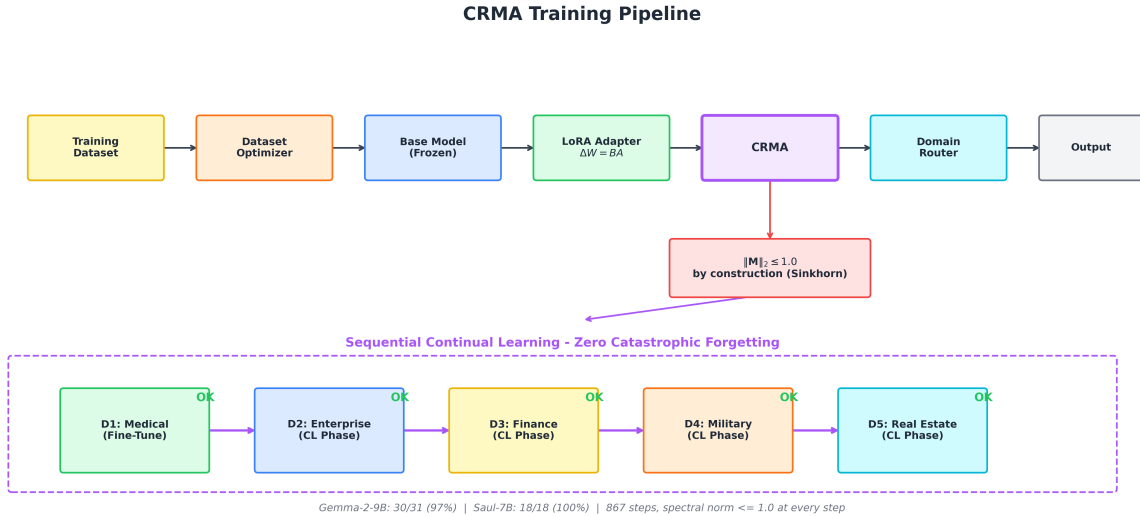 CRMA Training Pipeline
Training
Dataset
Dataset
Optimizer
Base Model
(Frozen)
LoRA Adapter
ΔW = BA
CRMA
Domain
Router
Output
‖M‖₂ ≤ 1.0
by construction (Sinkhorn)
Sequential Continual Learning - Zero Catastrophic Forgetting
OK
D1: Medical
(Fine-Tune)
OK
D2: Enterprise
(CL Phase)
OK
D3: Finance
(CL Phase)
OK
D4: Military
(CL Phase)
OK
D5: Real Estate
(CL Phase)
Gemma-2-9B: 30/31 (97%) | Saul-7B: 18/18 (100%) | 867 steps, spectral norm <= 1.0 at every step